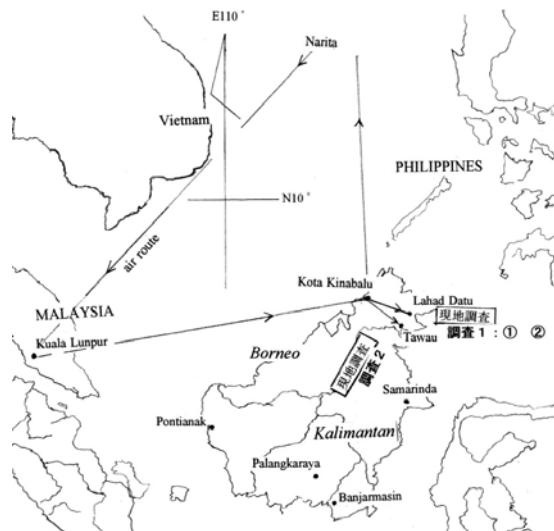 E110°
Narita
Vietnam
PHILIPPINES
N10°
air route
Kota Kinabalu
Lahad Datu
現地調査
調査1:① ②
MALAYSIA
Kuala Lunpur
Tawau
Borneo
現地調査
調査2
Samarinda
Pontianak
Kalimantan
Palangkaraya
Banjarmasin